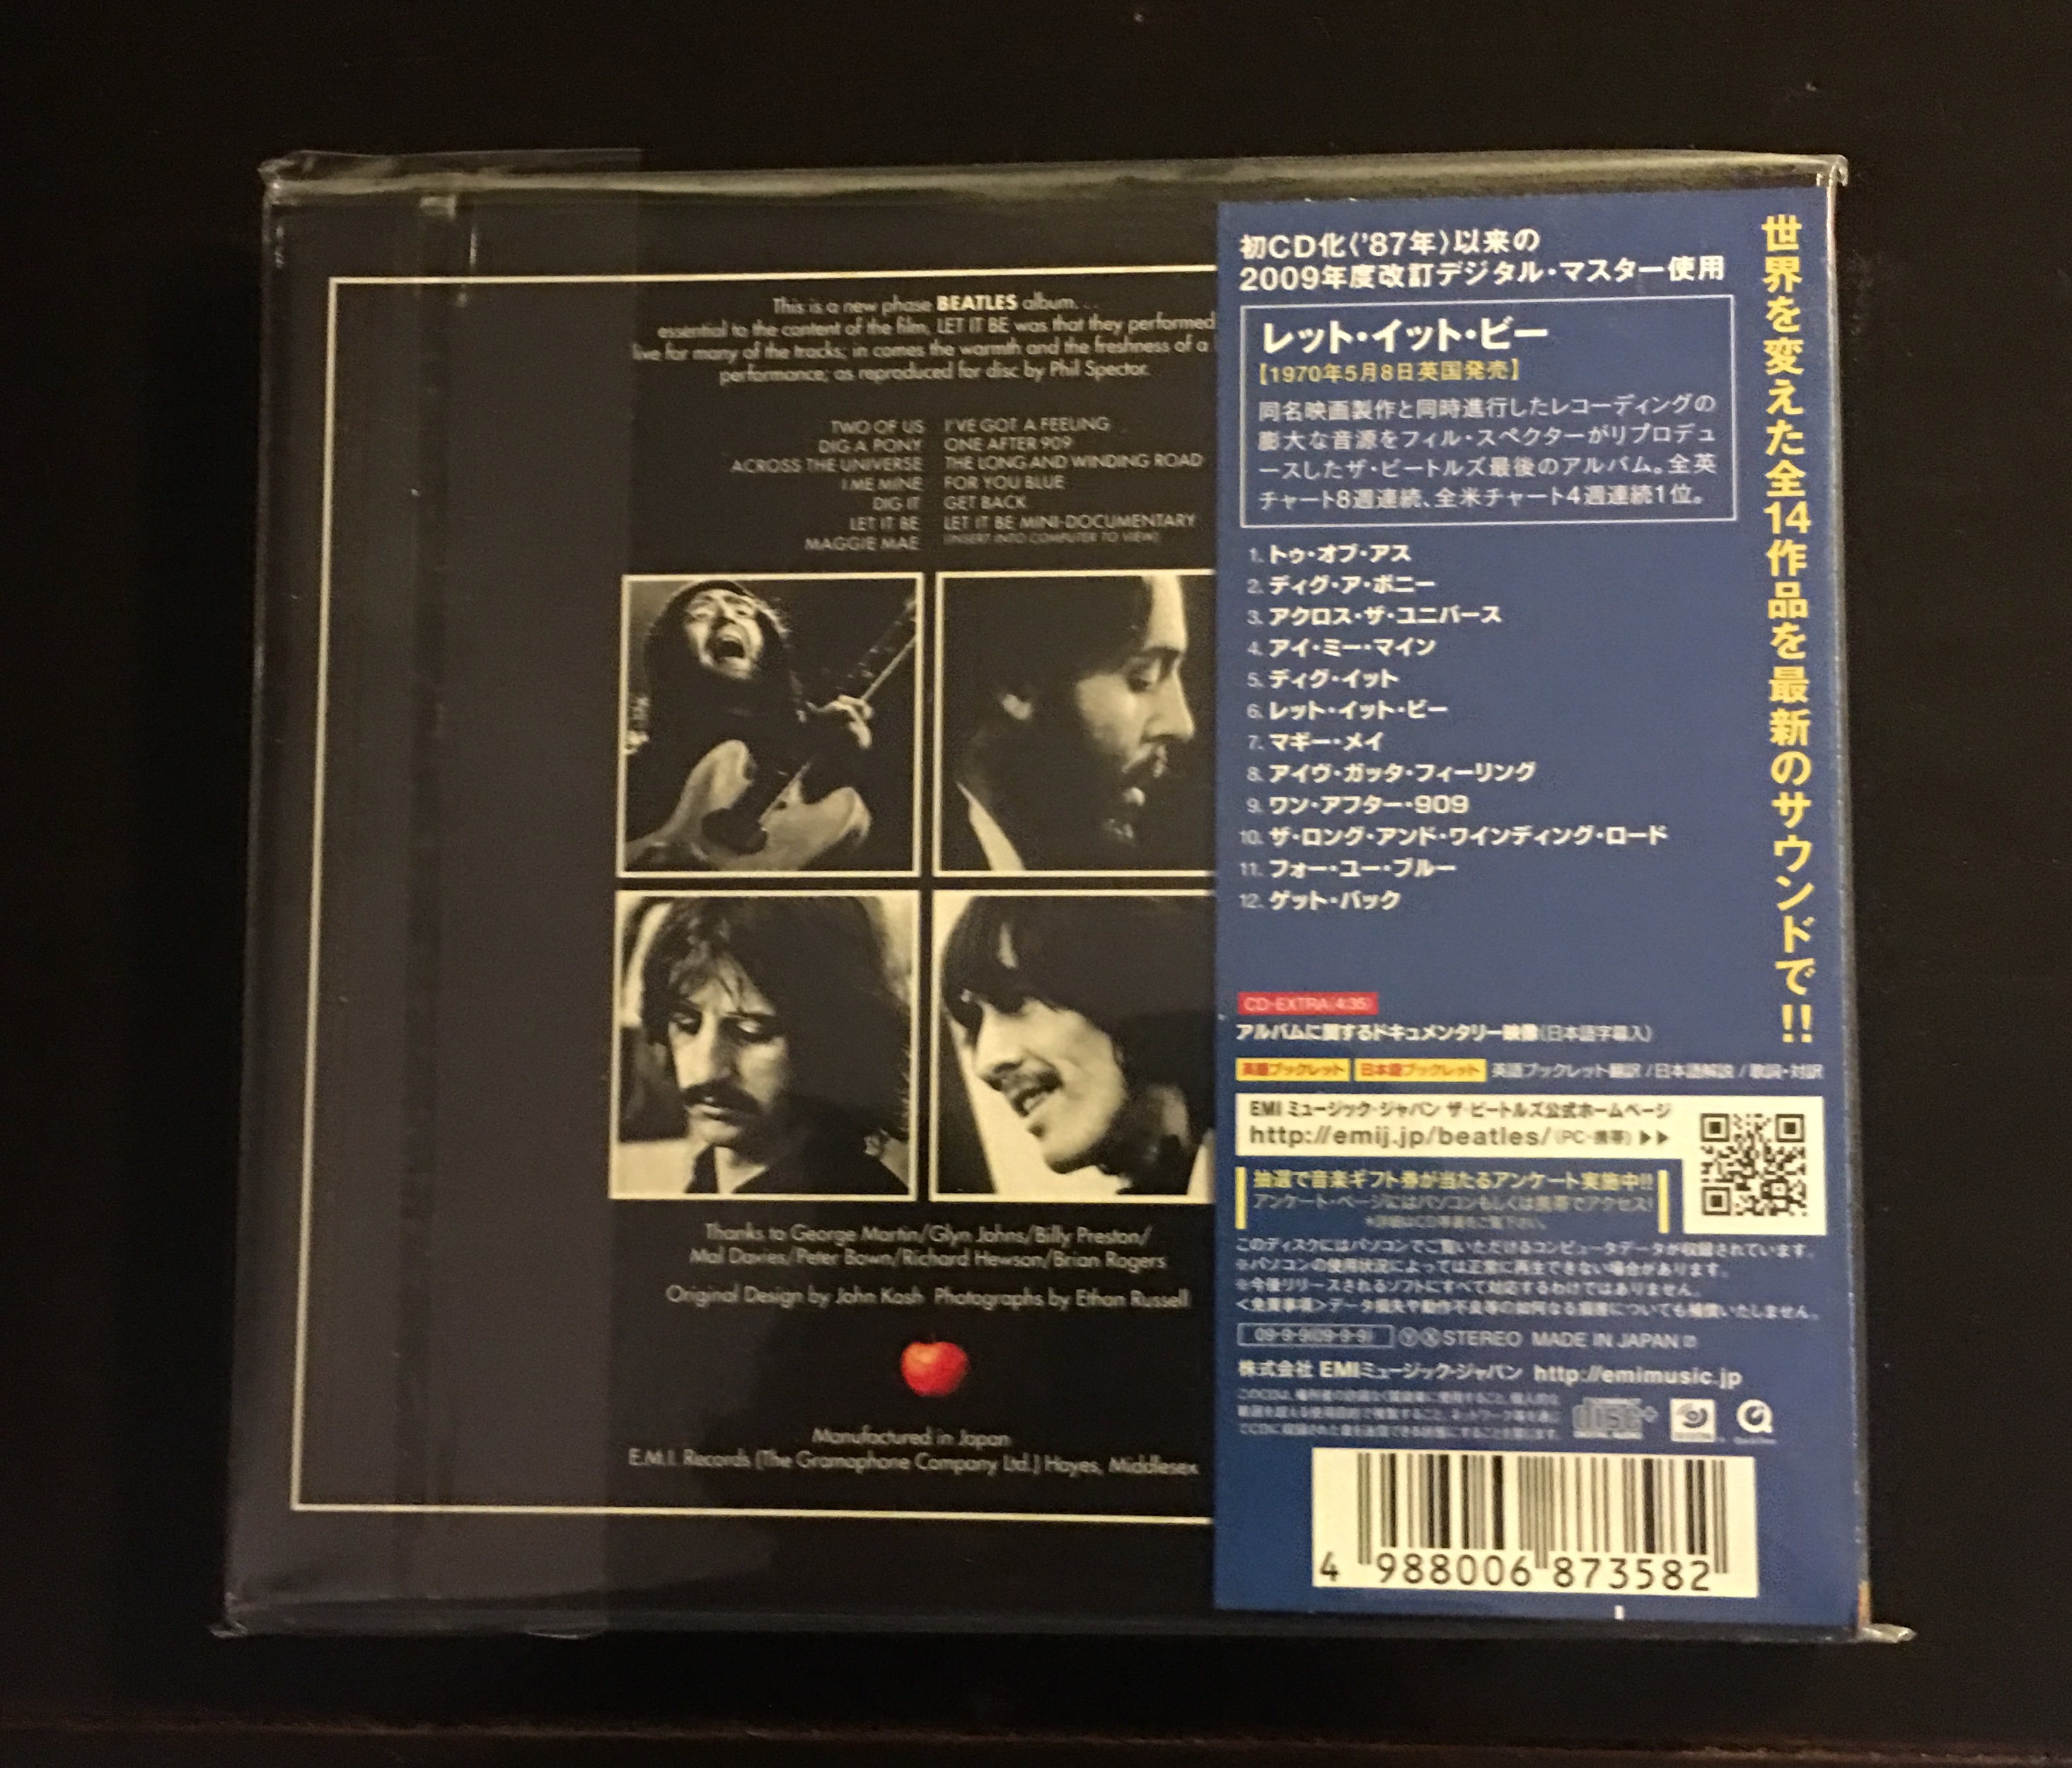 This is a new phase BEATLES album. . .
essential to the content of the film, LET IT BE was that they performed
live for many of the tracks; in comes the warmth and the freshness of a
performance; as reproduced for disc by Phil Spector.
TWO OF US
DIG A PONY
ACROSS THE UNIVERSE
I ME MINE
DIG IT
LET IT BE
MAGGIE MAE
I'VE GOT A FEELING
ONE AFTER 909
THE LONG AND WINDING ROAD
FOR YOU BLUE
GET BACK
LET IT BE MINI-DOCUMENTARY
(INSERT INTO COMPUTER TO VIEW)
Thanks to George Martin/Glyn Johns/Billy Preston/
Mal Davies/Peter Bown/Richard Hewson/Brian Rogers
Original Design by John Kosh Photographs by Ethan Russell
Manufactured in Japan
E.M.I. Records (The Gramophone Company Ltd.) Hayes, Middlesex
世界を変えた全14作品を最新のサウンドで!!
初CD化〈'87年〉以来の
2009年度改訂デジタル・マスター使用
レット・イット・ビー
【1970年5月8日英国発売】
同名映画製作と同時進行したレコーディングの
膨大な音源をフィル・スペクターがリプロデュ
ースしたザ・ビートルズ最後のアルバム。全英
チャート8週連続、全米チャート4週連続1位。
1. トゥ・オブ・アス
2. ディグ・ア・ポニー
3. アクロス・ザ・ユニバース
4. アイ・ミー・マイン
5. ディグ・イット
6. レット・イット・ビー
7. マギー・メイ
8. アイヴ・ガッタ・フィーリング
9. ワン・アフター・909
10. ザ・ロング・アンド・ワインディング・ロード
11. フォー・ユー・ブルー
12. ゲット・バック
CD-EXTRA(4:35)
アルバムに関するドキュメンタリー映像(日本語字幕入)
英語ブックレット 日本語ブックレット 英語ブックレット翻訳/日本語解説/歌詞・対訳
EMI ミュージック・ジャパン ザ・ビートルズ公式ホームページ
http://emij.jp/beatles/(PC・携帯)▶▶
抽選で音楽ギフト券が当たるアンケート実施中!!
アンケート・ページにはパソコンもしくは携帯でアクセス!
*詳細はCD帯裏をご覧下さい。
このディスクにはパソコンでご覧いただけるコンピュータデータが収録されています。
※パソコンの使用状況によっては正常に再生できない場合があります。
※今後リリースされるソフトにすべて対応するわけではありません。
<免責事項>データ損失や動作不良等の如何なる損害についても補償いたしません。
09・9・9(09・9・9) ⓎⓍ STEREO MADE IN JAPAN
株式会社 EMIミュージック・ジャパン http://emimusic.jp
4 988006 873582